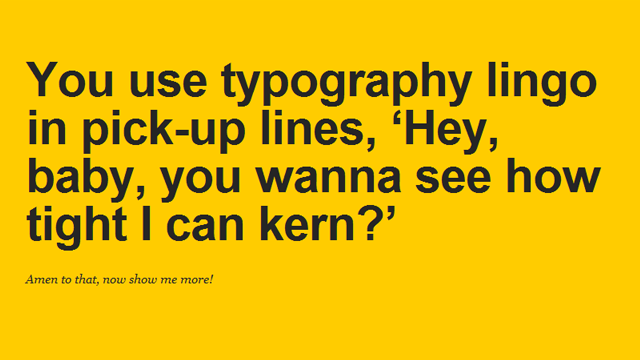 You use typography lingo
in pick-up lines, ‘Hey,
baby, you wanna see how
tight I can kern?’
Amen to that, now show me more!